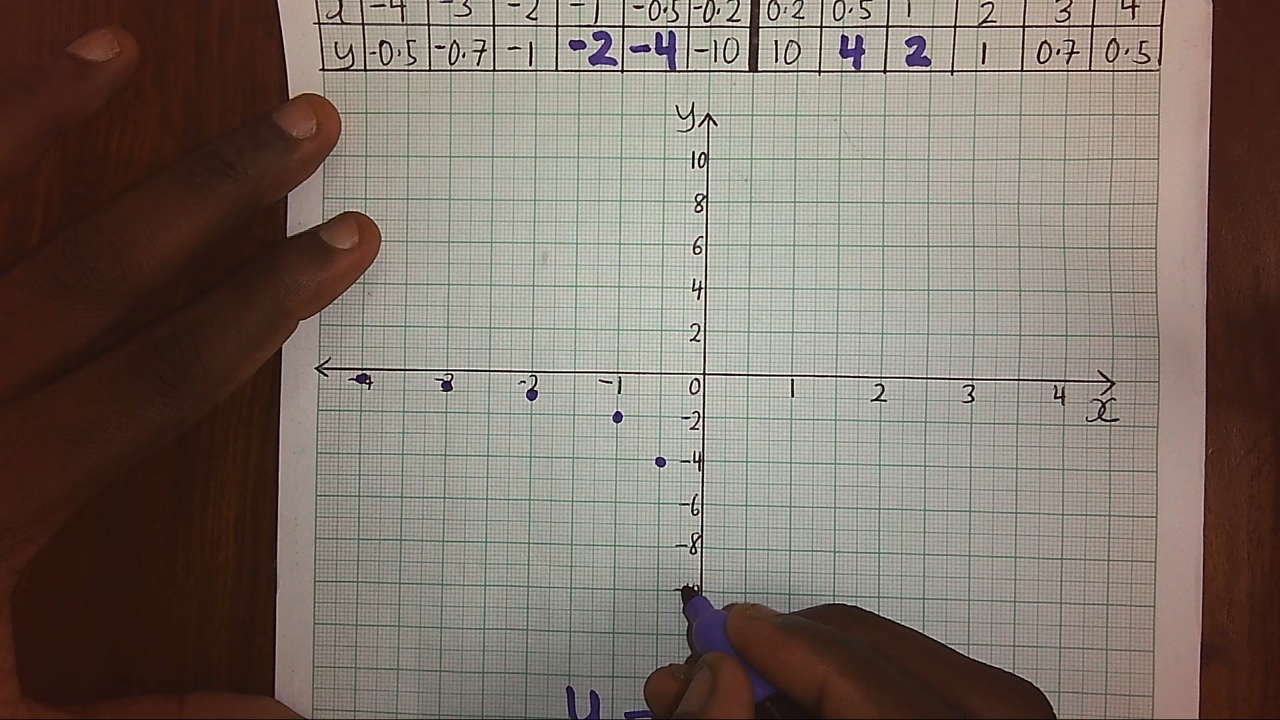 x -4 -3 -2 -1 -0.5 -0.2 0.2 0.5 1 2 3 4
y -0.5 -0.7 -1 -2 -4 -10 10 4 2 1 0.7 0.5
y
10
8
6
4
2
-4 -3 -2 -1 0 1 2 3 4
x
-2
-4
-6
-8
y =